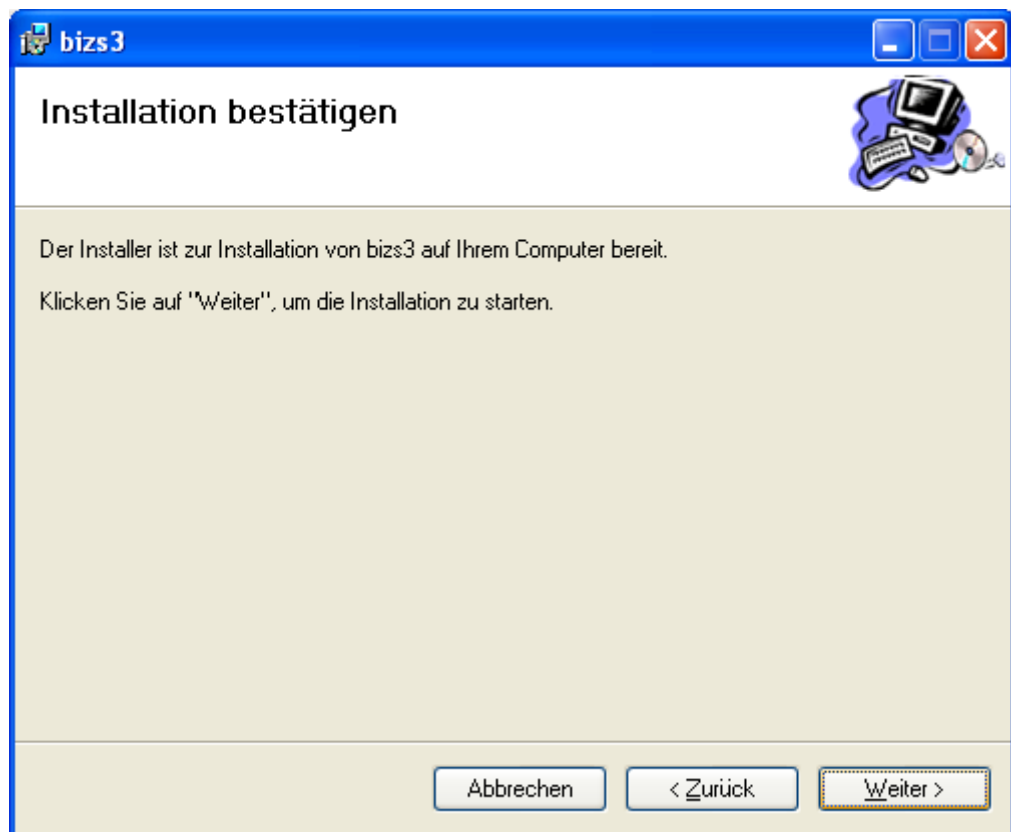 bizs3
Installation bestätigen
Der Installer ist zur Installation von bizs3 auf Ihrem Computer bereit.
Klicken Sie auf "Weiter", um die Installation zu starten.
Abbrechen
< Zurück
Weiter >